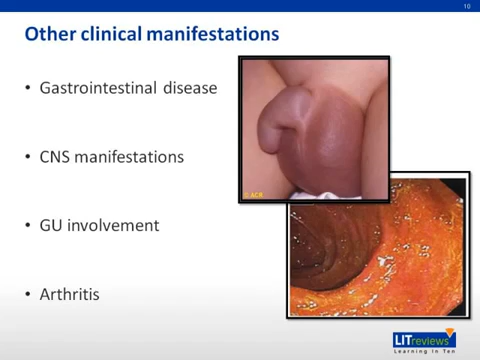 10
Other clinical manifestations
• Gastrointestinal disease
• CNS manifestations
• GU involvement
• Arthritis
© ACR
LITreviews
Learning In Ten